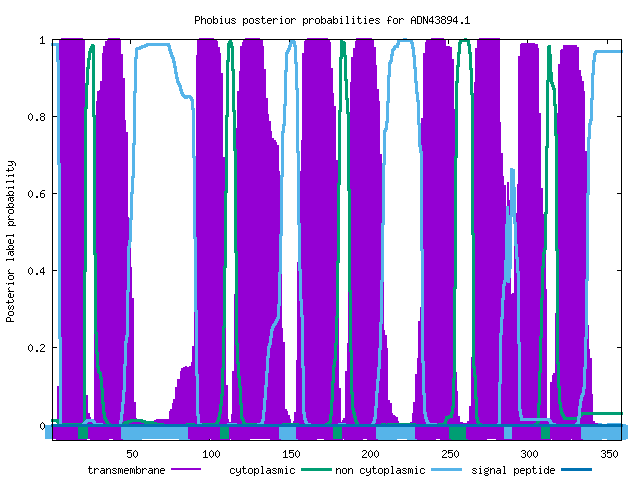 Phobius posterior probabilities for ADN43894.1
1
0.8
0.6
0.4
0.2
0
Posterior label probability
50
100
150
200
250
300
350
transmembrane
cytoplasmic
non cytoplasmic
signal peptide